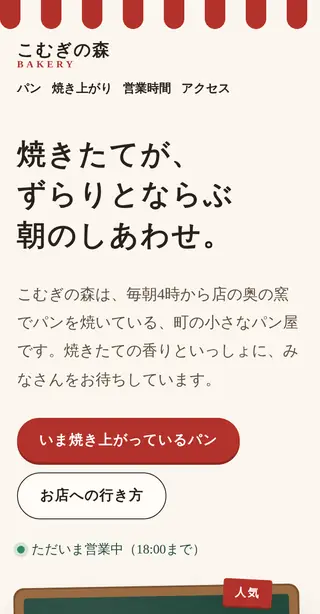 こむぎの森
BAKERY
パン 焼き上がり 営業時間 アクセス
焼きたてが、
ずらりとならぶ
朝のしあわせ。
こむぎの森は、毎朝4時から店の奥の窯
でパンを焼いている、町の小さなパン屋
です。焼きたての香りといっしょに、み
なさんをお待ちしています。
いま焼き上がっているパン
お店への行き方
ただいま営業中（18:00まで）
人気